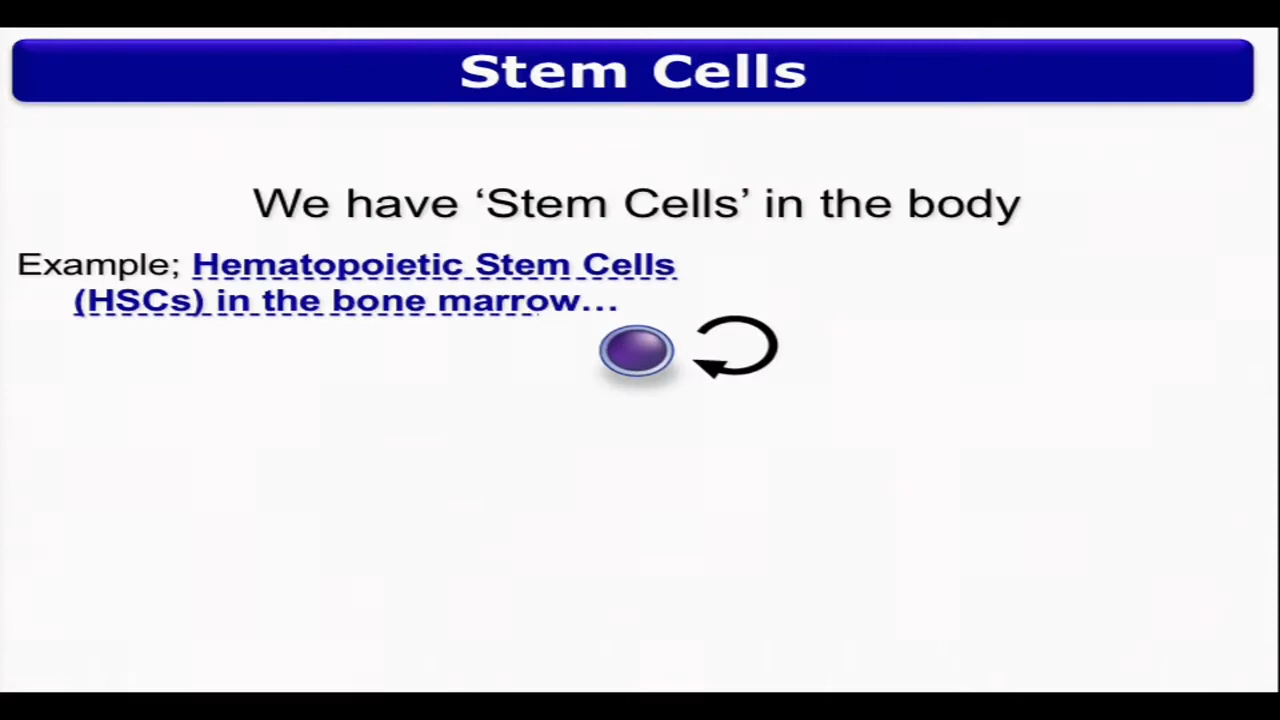 Stem Cells
We have ‘Stem Cells’ in the body
Example; Hematopoietic Stem Cells
(HSCs) in the bone marrow…